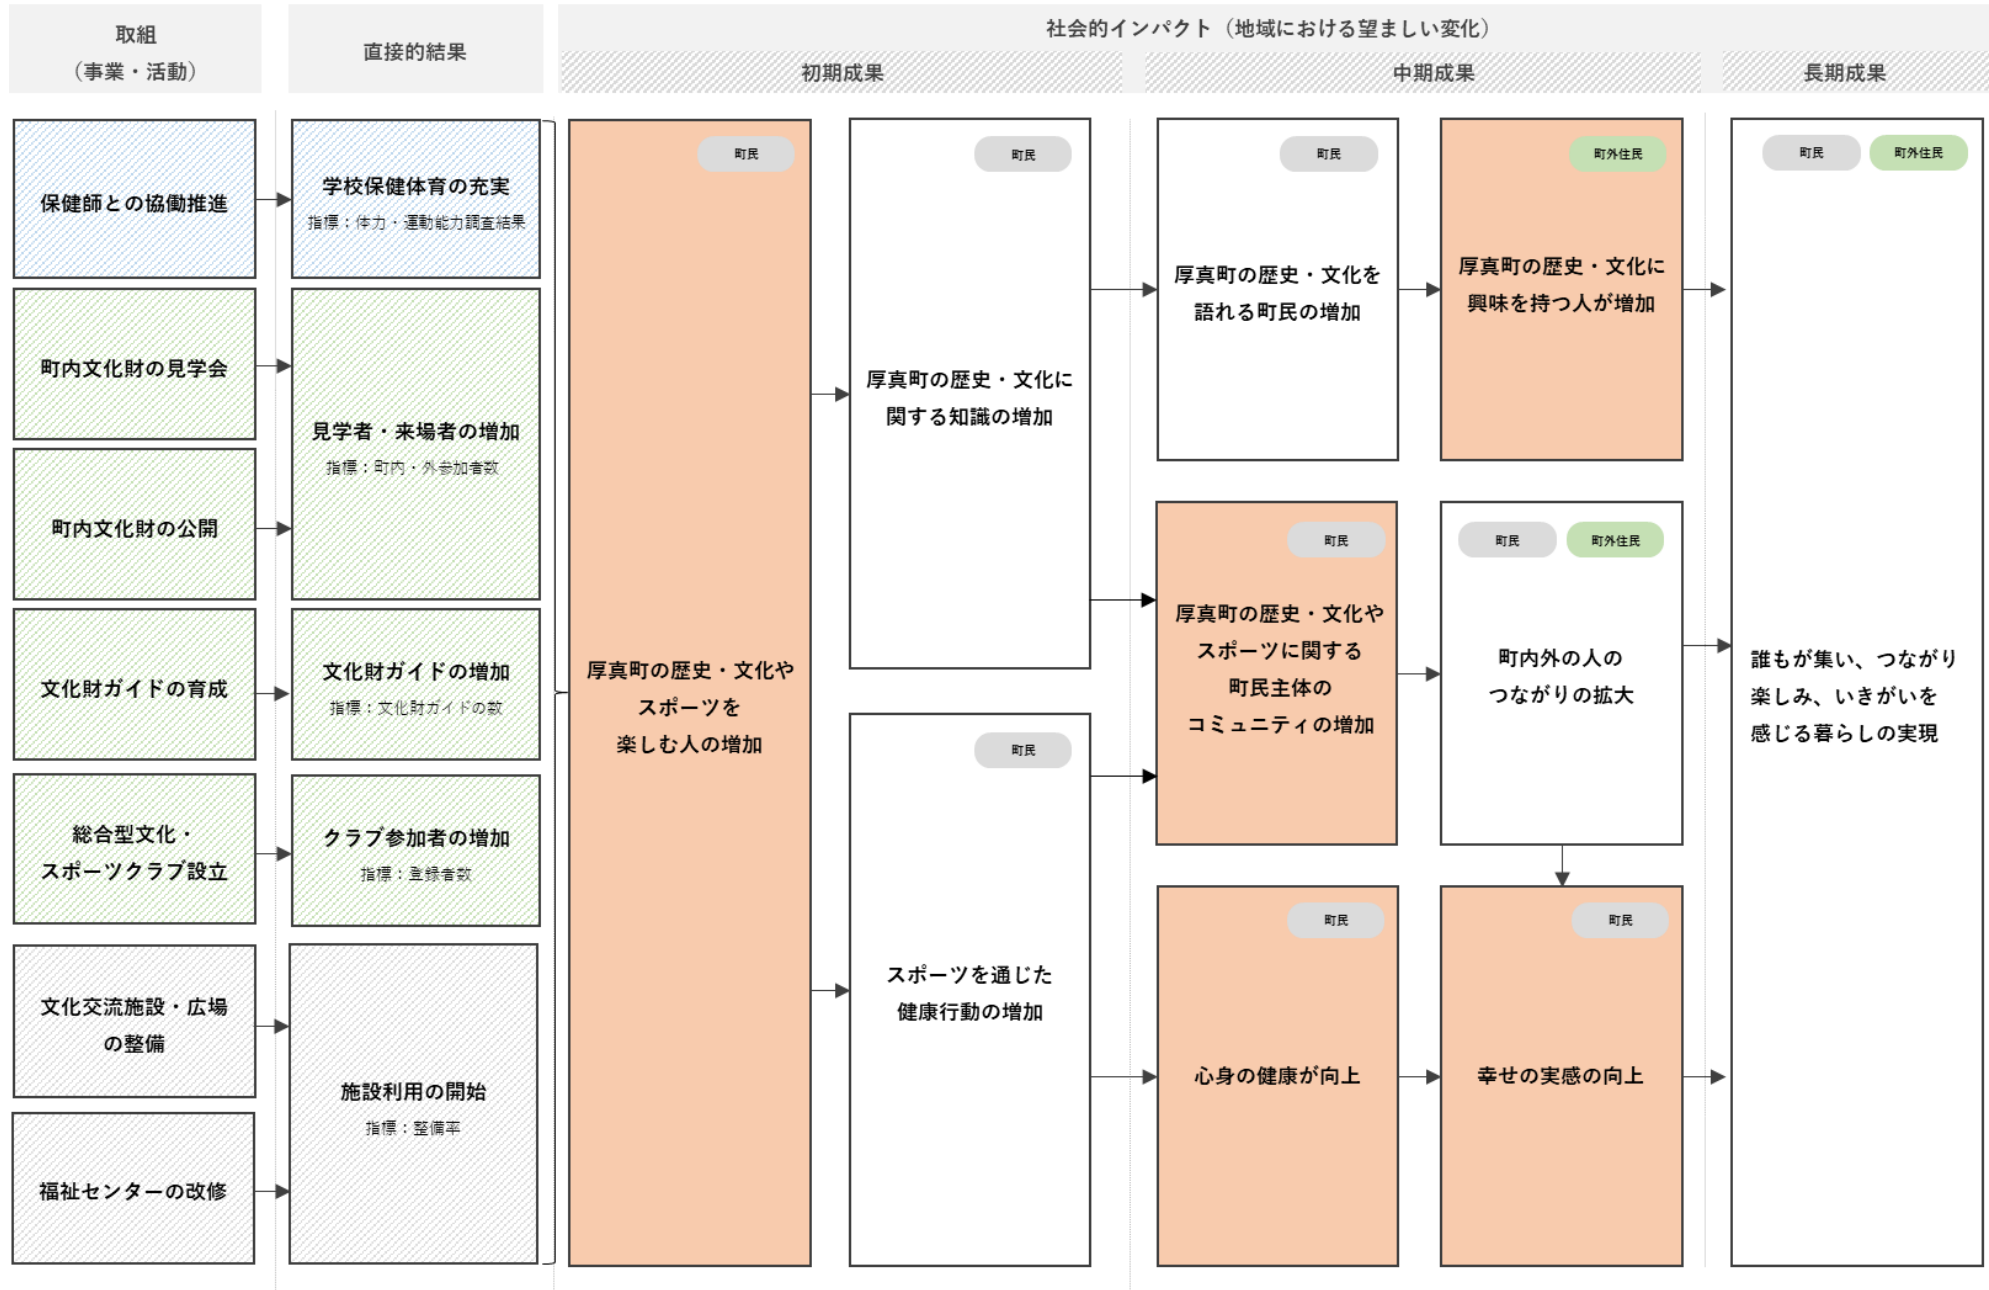 取組
（事業・活動）
直接的結果
社会的インパクト（地域における望ましい変化）
初期成果
中期成果
長期成果
保健師との協働推進
町内文化財の見学会
町内文化財の公開
文化財ガイドの育成
総合型文化・
スポーツクラブ設立
文化交流施設・広場
の整備
福祉センターの改修
学校保健体育の充実
指標：体力・運動能力調査結果
見学者・来場者の増加
指標：町内・外参加者数
文化財ガイドの増加
指標：文化財ガイドの数
クラブ参加者の増加
指標：登録者数
施設利用の開始
指標：整備率
町民
厚真町の歴史・文化や
スポーツを
楽しむ人の増加
町民
厚真町の歴史・文化に
関する知識の増加
町民
スポーツを通じた
健康行動の増加
町民
厚真町の歴史・文化を
語れる町民の増加
町民
厚真町の歴史・文化や
スポーツに関する
町民主体の
コミュニティの増加
町民
心身の健康が向上
町外住民
厚真町の歴史・文化に
興味を持つ人が増加
町民
町外住民
町内外の人の
つながりの拡大
町民
幸せの実感の向上
町民
町外住民
誰もが集い、つながり
楽しみ、いきがいを
感じる暮らしの実現